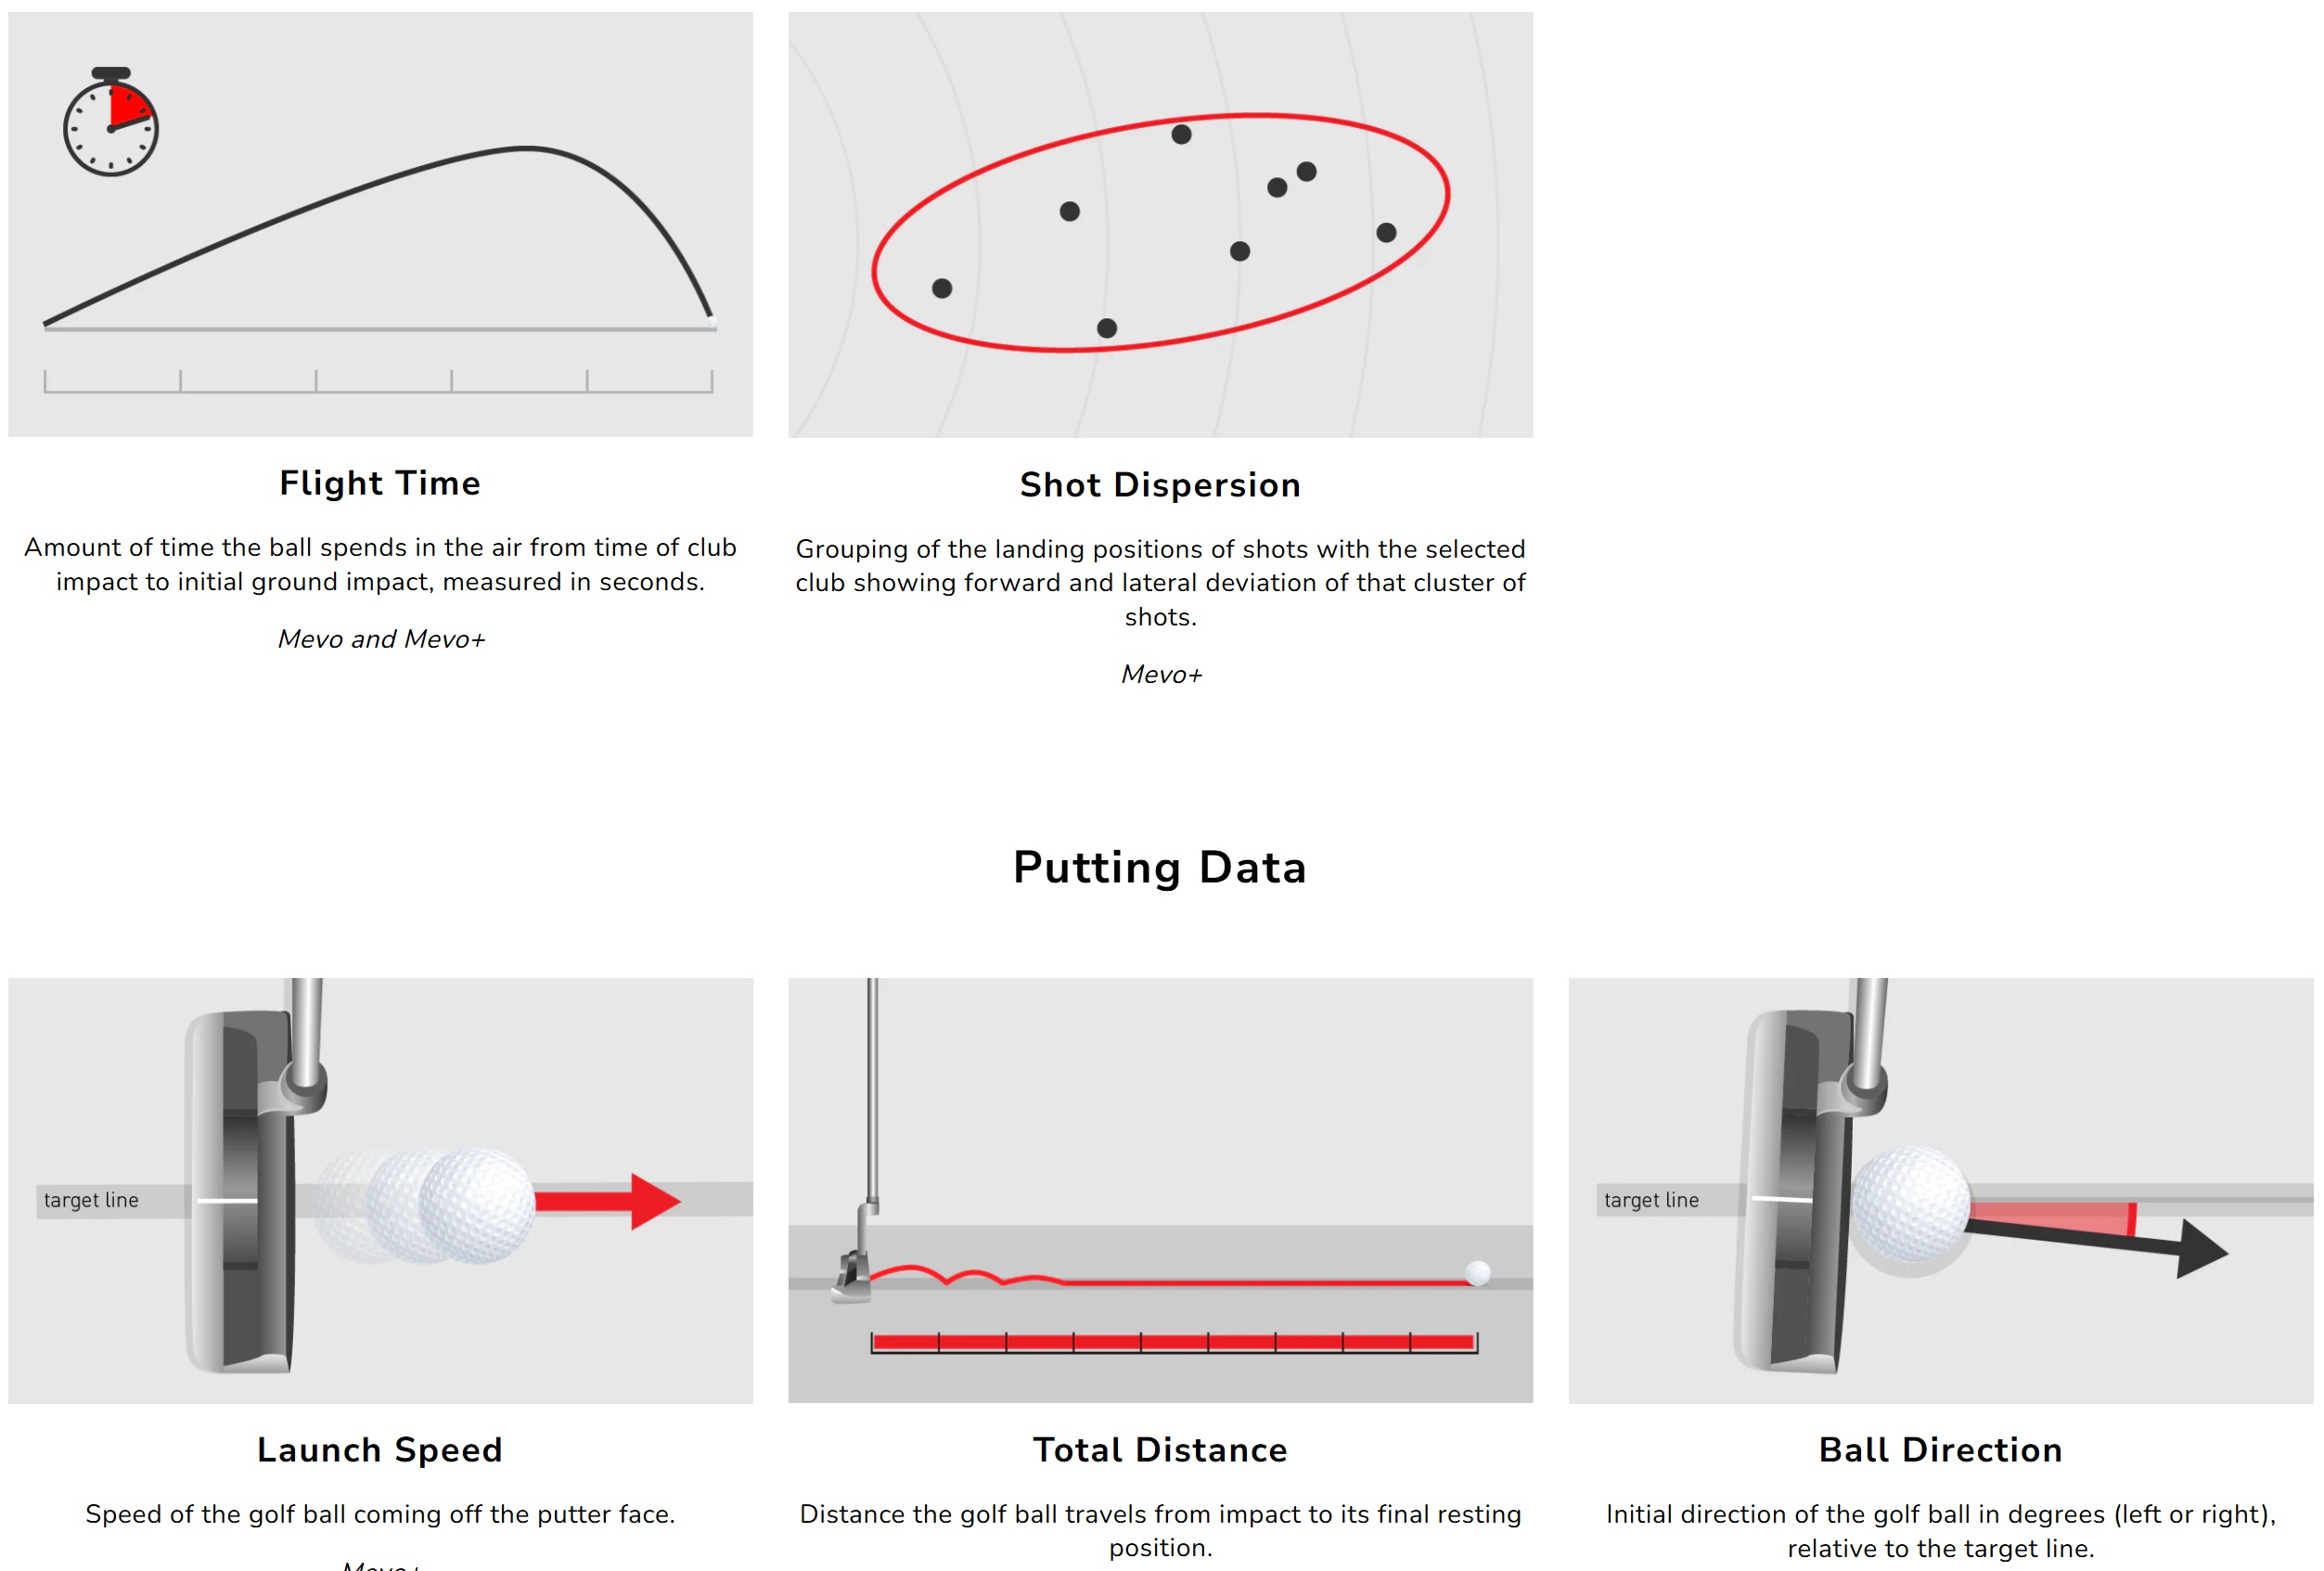 Flight Time
Amount of time the ball spends in the air from time of club
impact to initial ground impact, measured in seconds.
Mevo and Mevo+
Shot Dispersion
Grouping of the landing positions of shots with the selected
club showing forward and lateral deviation of that cluster of
shots.
Mevo+
Putting Data
target line
Launch Speed
Speed of the golf ball coming off the putter face.
Mevo+
Total Distance
Distance the golf ball travels from impact to its final resting
position.
target line
Ball Direction
Initial direction of the golf ball in degrees (left or right),
relative to the target line.